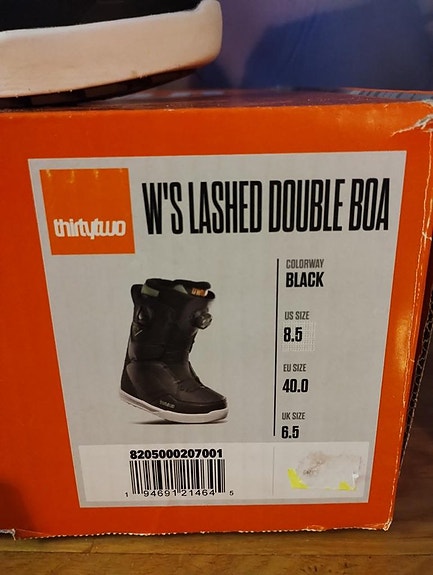 thirtytwo
W'S LASHED DOUBLE BOA
COLORWAY
BLACK
US SIZE
8.5
EU SIZE
40.0
UK SIZE
6.5
8205000207001
1 94691 21464 5